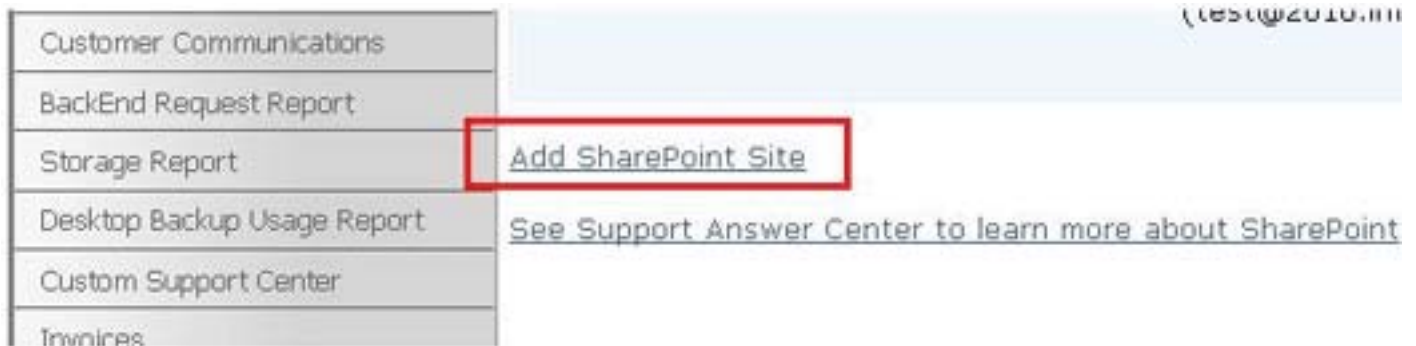 Customer Communications
BackEnd Request Report
Storage Report
Desktop Backup Usage Report
Custom Support Center
Invoices
Add SharePoint Site
See Support Answer Center to learn more about SharePoint